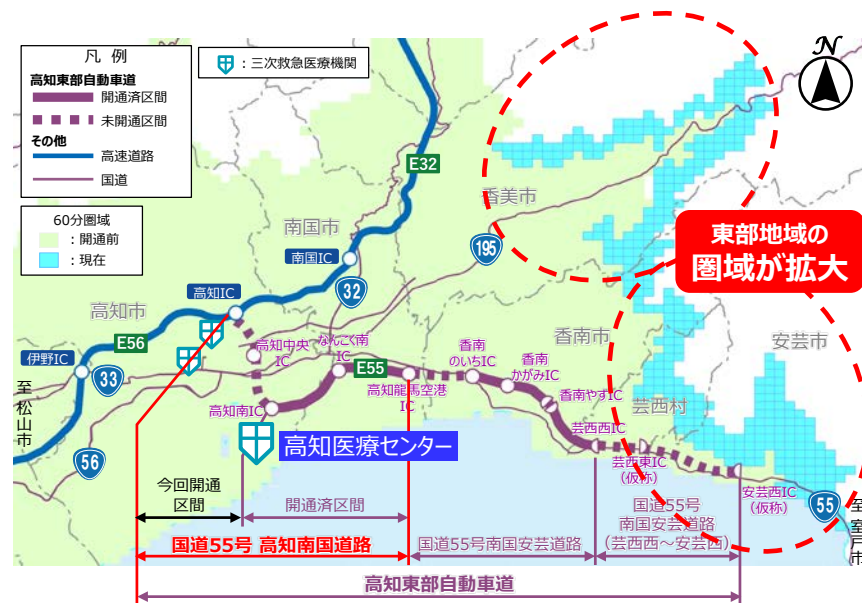 凡 例
高知東部自動車道
開通済区間
未開通区間
その他
高速道路
国道
：三次救急医療機関
60分圏域
：開通前
：現在
N
E32
香美市
南国市
195
東部地域の
圏域が拡大
南国IC
32
高知IC
高知市
E56
高知中央
IC
なんこく南
IC
香南
のいちIC
香南
かがみIC
香南市
安芸市
伊野IC
33
E55
高知龍馬空港
IC
香南やすIC
芸西村
至
松
山
市
高知南IC
芸西西IC
56
高知医療センター
芸西東IC
（仮称）
安芸西IC
（仮称）
55
至
室
戸
市
今回開通
区間
開通済区間
国道55号
南国安芸道路
（芸西西～安芸西）
国道55号 高知南国道路
国道55号南国安芸道路
高知東部自動車道